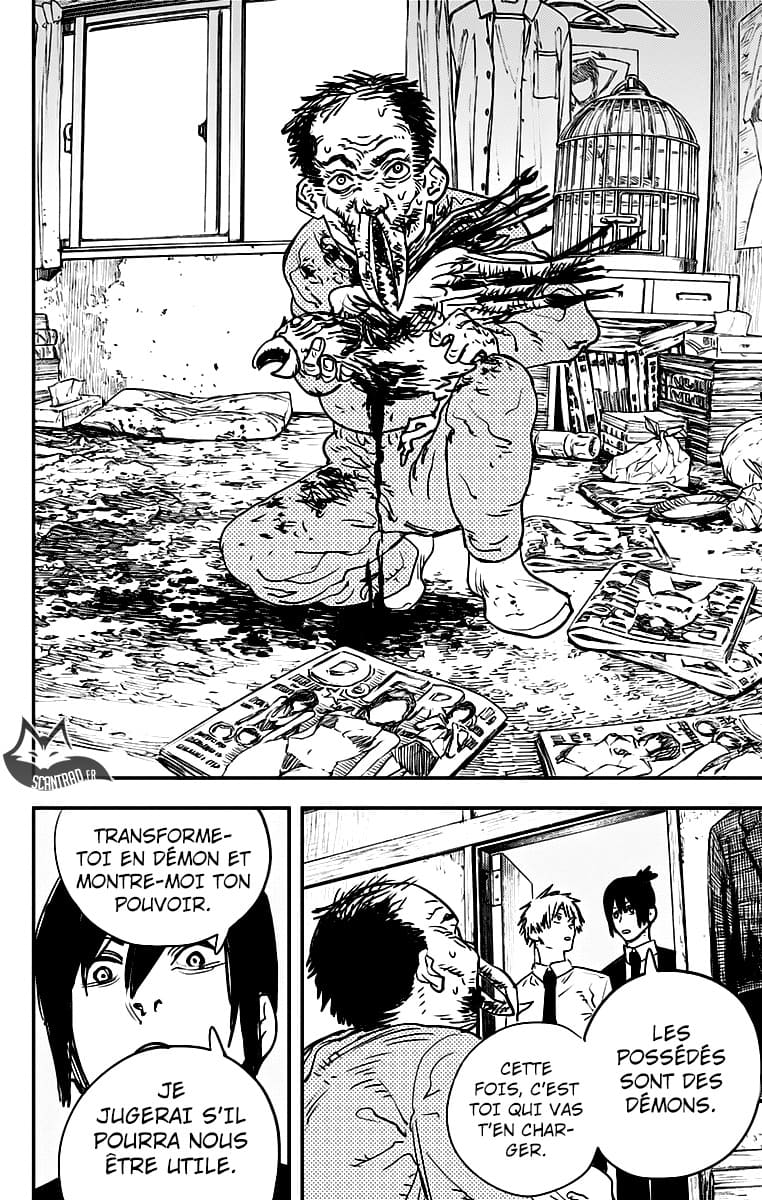 SCANTRAD.FR
LES
POSSÉDÉS
SONT DES
DÉMONS.
CETTE
FOIS, C'EST
TOI QUI VAS
T'EN CHAR-
GER.
TRANSFORME-
TOI EN DÉMON ET
MONTRE-MOI TON
POUVOIR.
JE
JUGERAI S'IL
POURRA NOUS
ÊTRE UTILE.